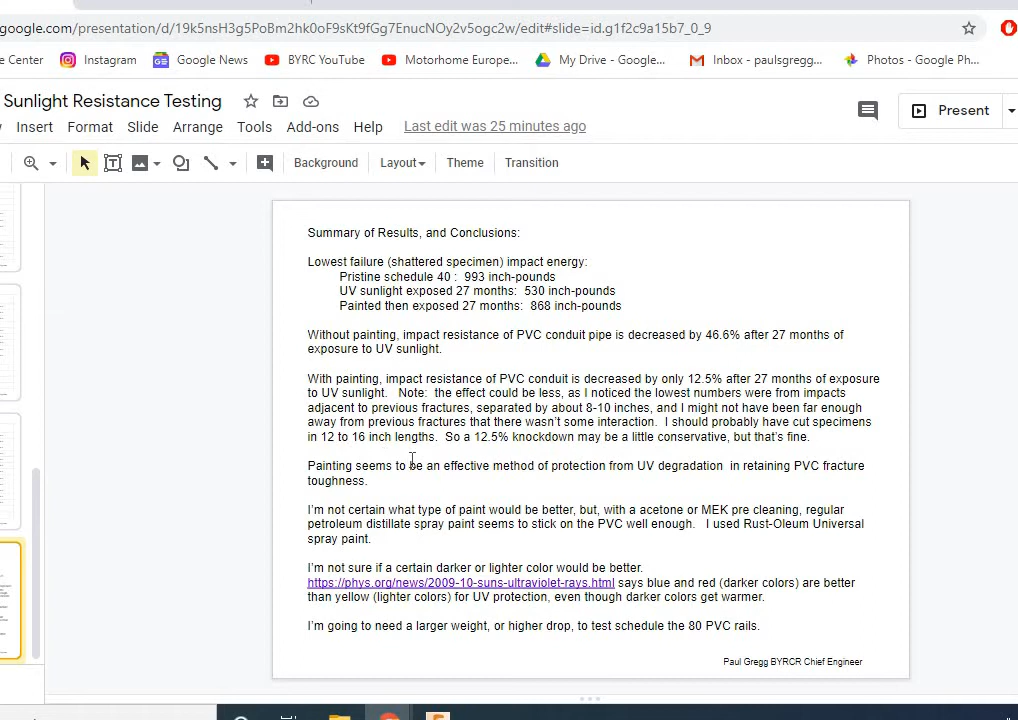 google.com/presentation/d/19k5nsH3g5PoBm2hk0oF9sKt9fGg7EnucNOy2v5ogc2w/edit#slide=id.g1f2c9a15b7_0_9
Center Instagram Google News BYRC YouTube Motorhome Europe... My Drive - Google... Inbox - paulsgregg... Photos - Google Ph...
Sunlight Resistance Testing
Insert Format Slide Arrange Tools Add-ons Help Last edit was 25 minutes ago Present
Background Layout Theme Transition
Summary of Results, and Conclusions:
Lowest failure (shattered specimen) impact energy:
Pristine schedule 40 : 993 inch-pounds
UV sunlight exposed 27 months: 530 inch-pounds
Painted then exposed 27 months: 868 inch-pounds
Without painting, impact resistance of PVC conduit pipe is decreased by 46.6% after 27 months of
exposure to UV sunlight.
With painting, impact resistance of PVC conduit is decreased by only 12.5% after 27 months of exposure
to UV sunlight. Note: the effect could be less, as I noticed the lowest numbers were from impacts
adjacent to previous fractures, separated by about 8-10 inches, and I might not have been far enough
away from previous fractures that there wasn't some interaction. I should probably have cut specimens
in 12 to 16 inch lengths. So a 12.5% knockdown may be a little conservative, but that's fine.
Painting seems to be an effective method of protection from UV degradation in retaining PVC fracture
toughness.
I'm not certain what type of paint would be better, but, with a acetone or MEK pre cleaning, regular
petroleum distillate spray paint seems to stick on the PVC well enough. I used Rust-Oleum Universal
spray paint.
I'm not sure if a certain darker or lighter color would be better.
https://phys.org/news/2009-10-suns-ultraviolet-rays.html says blue and red (darker colors) are better
than yellow (lighter colors) for UV protection, even though darker colors get warmer.
I'm going to need a larger weight, or higher drop, to test schedule the 80 PVC rails.
Paul Gregg BYRCR Chief Engineer